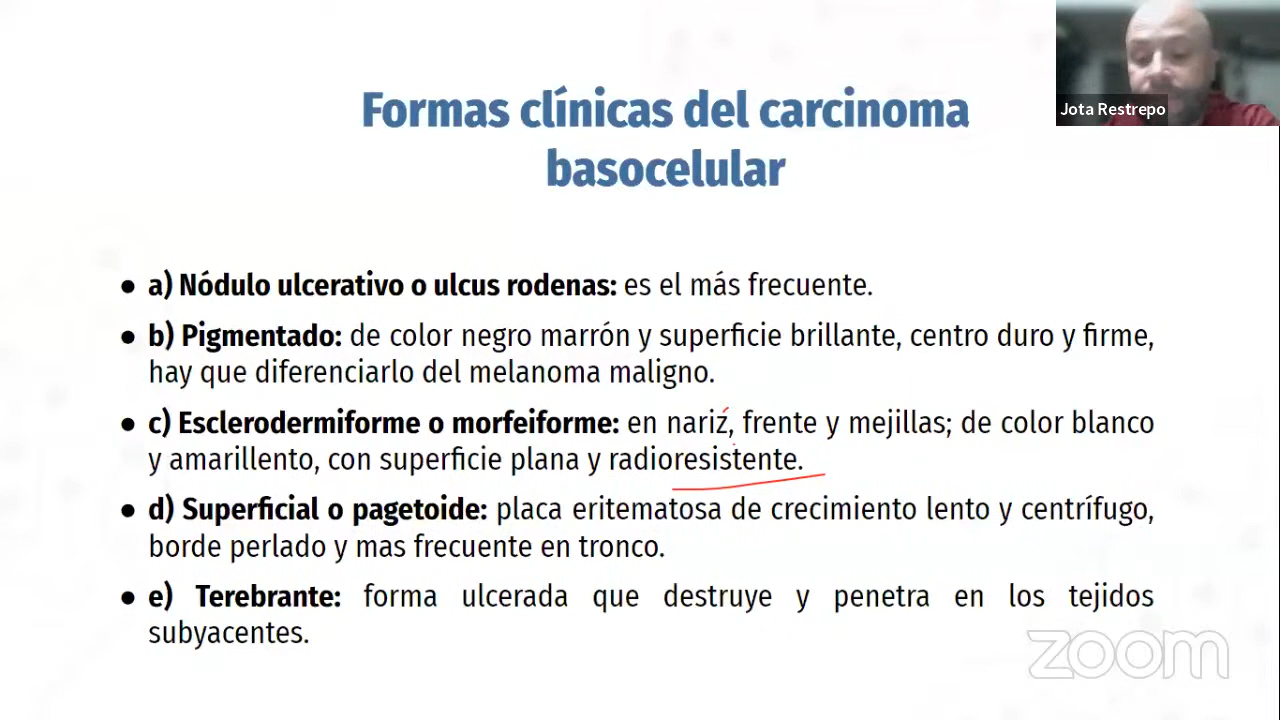 Jota Restrepo
Formas clínicas del carcinoma
basocelular
● a) Nódulo ulcerativo o ulcus rodenas: es el más frecuente.
● b) Pigmentado: de color negro marrón y superficie brillante, centro duro y firme,
hay que diferenciarlo del melanoma maligno.
● c) Esclerodermiforme o morfeiforme: en nariz, frente y mejillas; de color blanco
y amarillento, con superficie plana y radioresistente.
● d) Superficial o pagetoide: placa eritematosa de crecimiento lento y centrífugo,
borde perlado y mas frecuente en tronco.
● e) Terebrante: forma ulcerada que destruye y penetra en los tejidos
subyacentes.
zoom